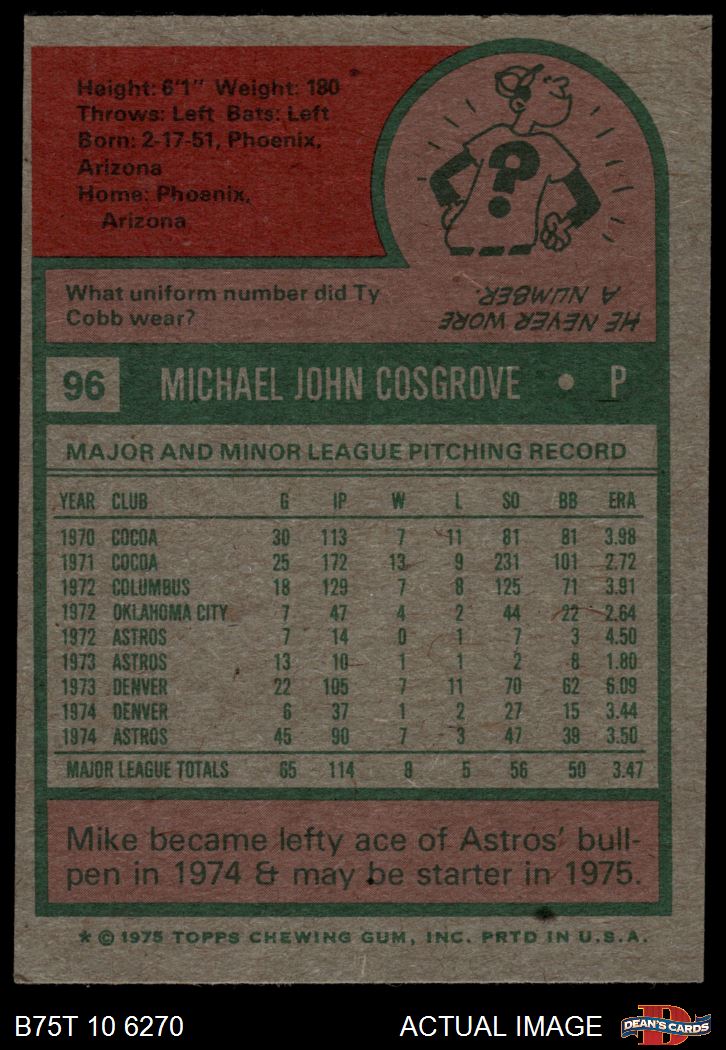 Height: 6'1" Weight: 180
Throws: Left Bats: Left
Born: 2-17-51, Phoenix,
Arizona
Home: Phoenix,
Arizona
?
What uniform number did Ty
Cobb wear?
HE NEVER WORE
A NUMBER.
96 MICHAEL JOHN COSGROVE • P
MAJOR AND MINOR LEAGUE PITCHING RECORD
YEAR CLUB G IP W L SO BB ERA
1970 COCOA 30 113 7 11 81 81 3.98
1971 COCOA 25 172 13 9 231 101 2.72
1972 COLUMBUS 18 129 7 8 125 71 3.91
1972 OKLAHOMA CITY 7 47 4 2 44 22 2.64
1972 ASTROS 7 14 0 1 7 3 4.50
1973 ASTROS 13 10 1 1 2 8 1.80
1973 DENVER 22 105 7 11 70 62 6.09
1974 DENVER 6 37 1 2 27 15 3.44
1974 ASTROS 45 90 7 3 47 39 3.50
MAJOR LEAGUE TOTALS 65 114 8 5 56 50 3.47
Mike became lefty ace of Astros' bull-
pen in 1974 & may be starter in 1975.
* © 1975 TOPPS CHEWING GUM, INC. PRTD IN U.S.A.
B75T 10 6270 ACTUAL IMAGE
DEAN'S CARDS